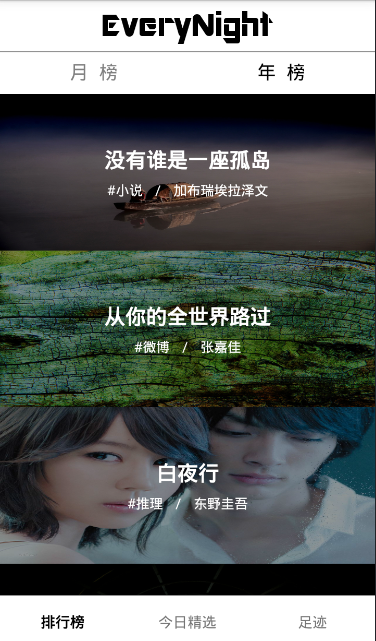 EveryNight
月 榜 年 榜
没有谁是一座孤岛
#小说 / 加布瑞埃拉泽文
从你的全世界路过
#微博 / 张嘉佳
白夜行
#推理 / 东野圭吾
排行榜 今日精选 足迹